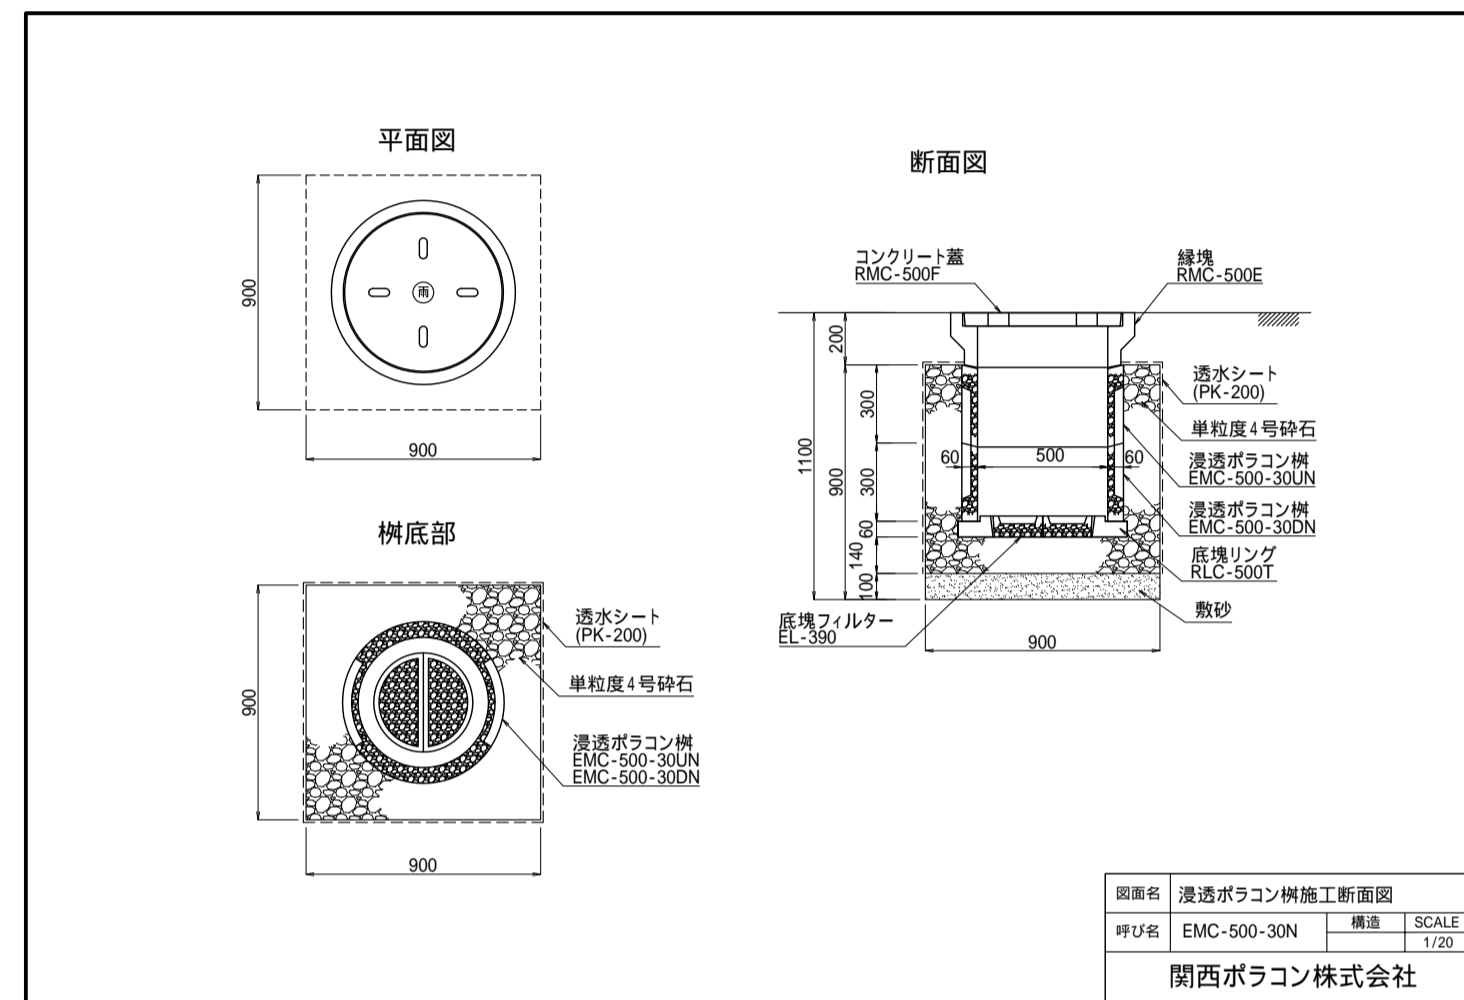 平面図
900
雨
900
断面図
コンクリート蓋
RMC-500F
縁塊
RMC-500E
200
300
1100
900
60
500
60
300
60
140
100
透水シート
(PK-200)
単粒度4号砕石
浸透ポラコン桝
EMC-500-30UN
浸透ポラコン桝
EMC-500-30DN
底塊リング
RLC-500T
敷砂
底塊フィルター
EL-390
900
桝底部
900
透水シート
(PK-200)
単粒度4号砕石
浸透ポラコン桝
EMC-500-30UN
EMC-500-30DN
900
図面名 浸透ポラコン桝施工断面図
呼び名 EMC-500-30N 構造 SCALE
1/20
関西ポラコン株式会社